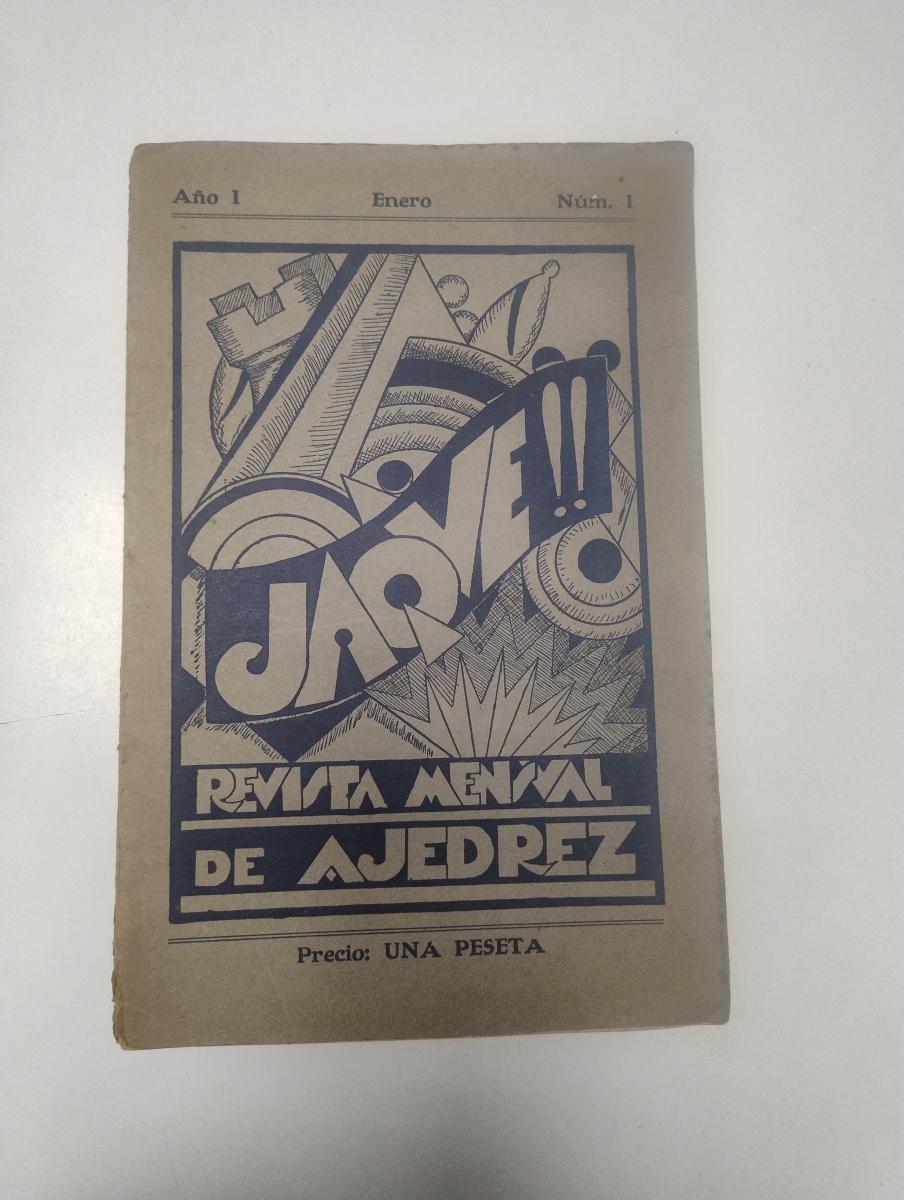 Año I Enero Núm. 1
JAQUE!!
REVISTA MENSUAL
DE AJEDREZ
Precio: UNA PESETA